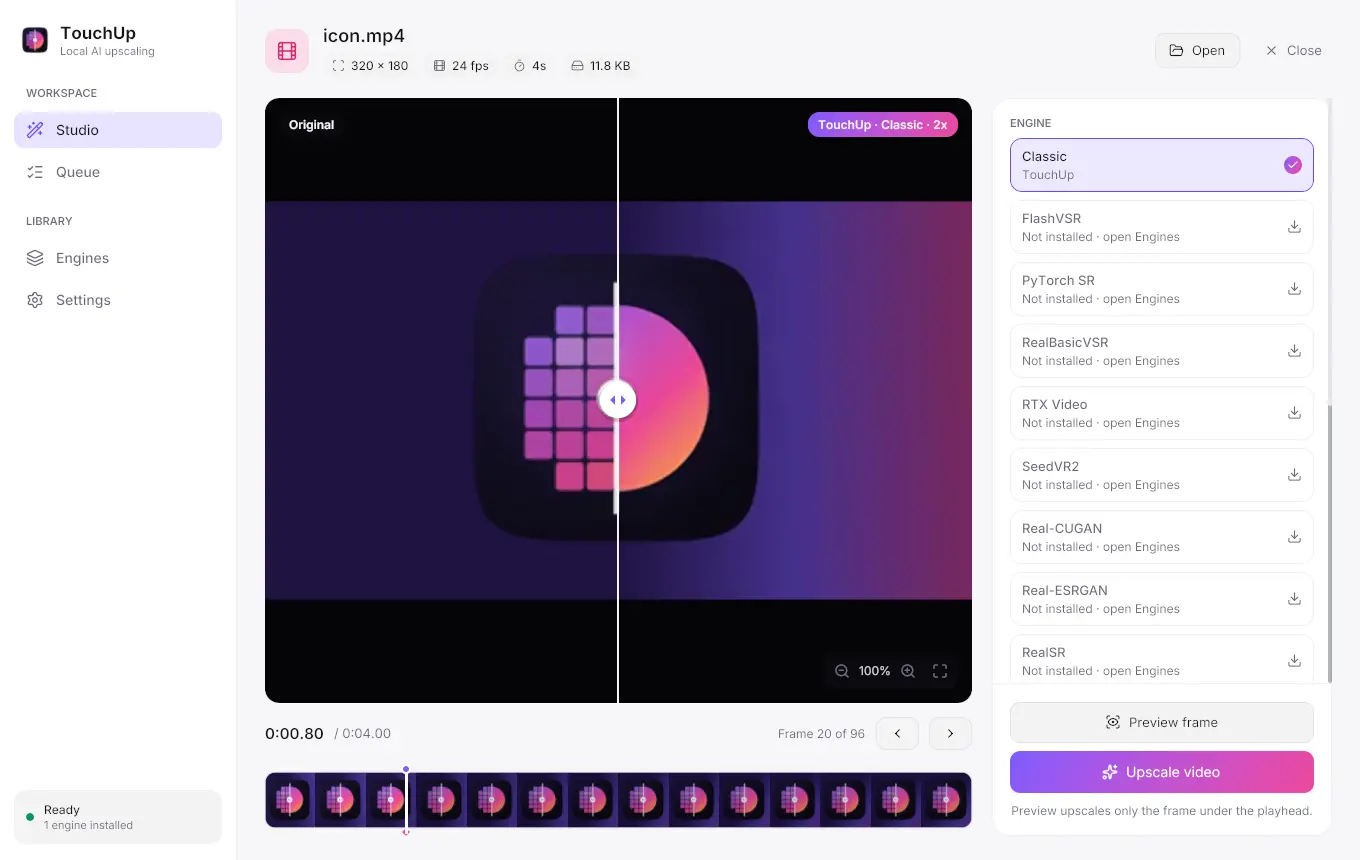 TouchUp
Local AI upscaling
WORKSPACE
Studio
Queue
LIBRARY
Engines
Settings
Ready
1 engine installed
icon.mp4
320 × 180
24 fps
4s
11.8 KB
Open
Close
Original
TouchUp · Classic · 2x
100%
0:00.80 / 0:04.00
Frame 20 of 96
ENGINE
Classic
TouchUp
FlashVSR
Not installed · open Engines
PyTorch SR
Not installed · open Engines
RealBasicVSR
Not installed · open Engines
RTX Video
Not installed · open Engines
SeedVR2
Not installed · open Engines
Real-CUGAN
Not installed · open Engines
Real-ESRGAN
Not installed · open Engines
RealSR
Not installed · open Engines
Preview frame
Upscale video
Preview upscales only the frame under the playhead.